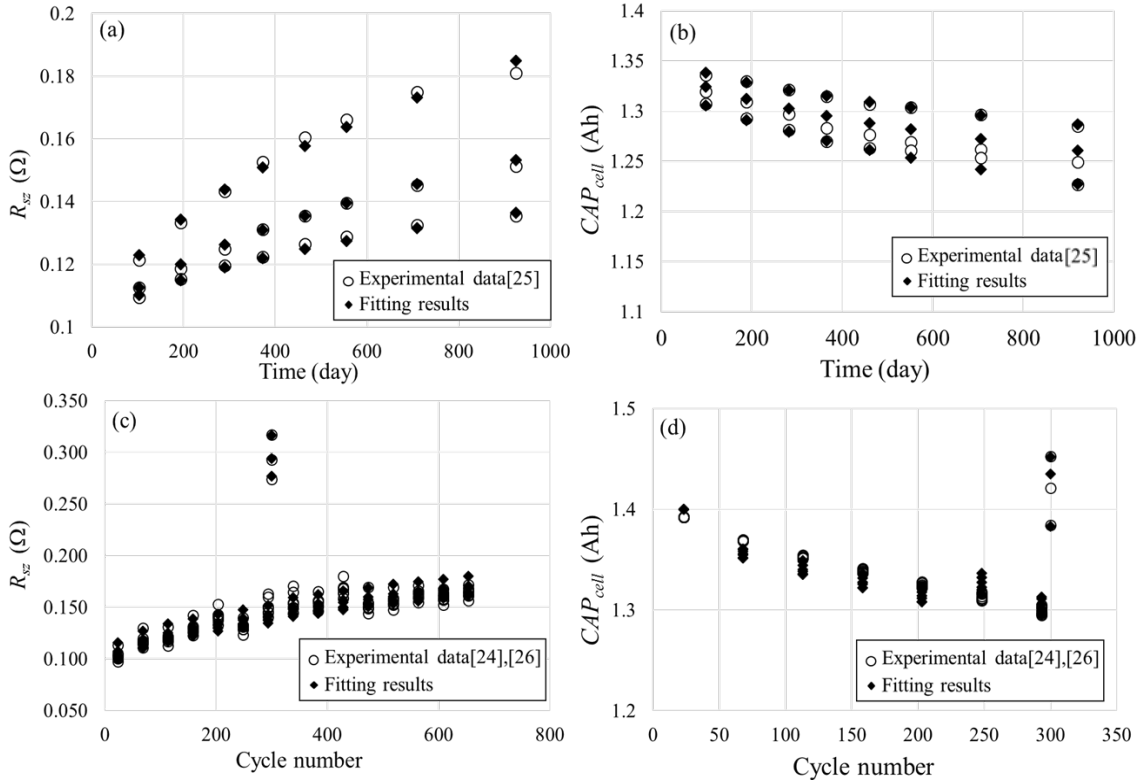 (a)
0.2
0.18
0.16
0.14
0.12
0.1
R_sz (Ω)
Experimental data[25]
Fitting results
0 200 400 600 800 1000
Time (day)
(b)
1.4
1.35
1.3
1.25
1.2
1.15
1.1
CAP_cell (Ah)
Experimental data[25]
Fitting results
0 200 400 600 800 1000
Time (day)
(c)
0.350
0.300
0.250
0.200
0.150
0.100
0.050
R_sz (Ω)
Experimental data[24],[26]
Fitting results
0 200 400 600 800
Cycle number
(d)
1.5
1.4
1.3
1.2
CAP_cell (Ah)
Experimental data[24],[26]
Fitting results
0 50 100 150 200 250 300 350
Cycle number